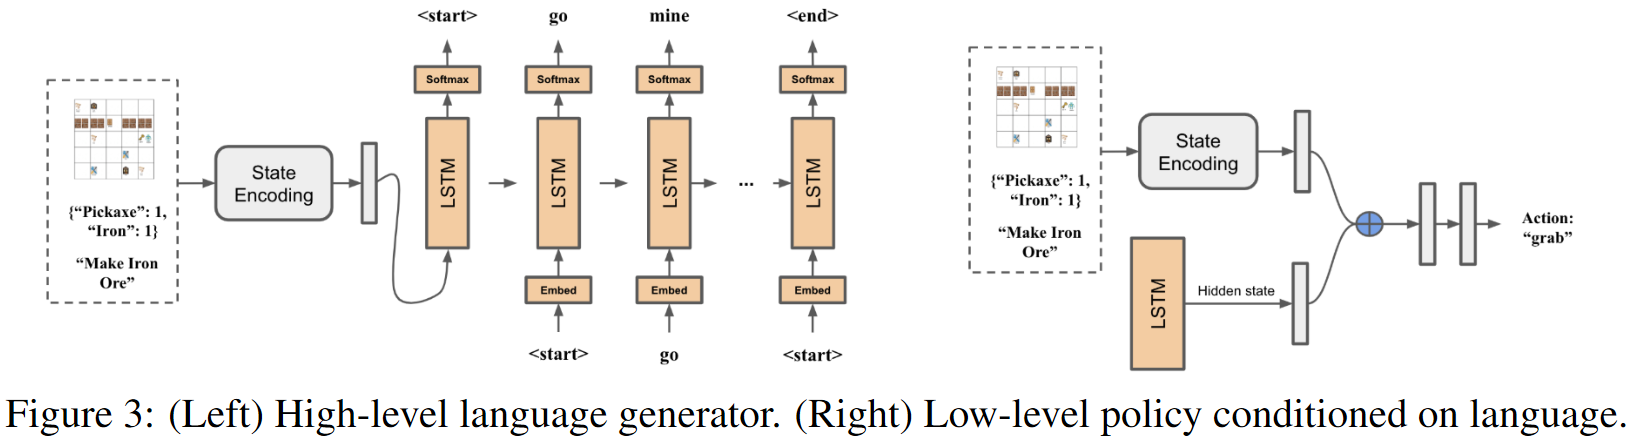 <start>
go
mine
<end>
Softmax
Softmax
Softmax
Softmax
{“Pickaxe”: 1,
“Iron”: 1}
“Make Iron
Ore”
State
Encoding
LSTM
LSTM
LSTM
...
LSTM
Embed
Embed
Embed
<start>
go
<start>
{“Pickaxe”: 1,
“Iron”: 1}
“Make Iron
Ore”
State
Encoding
LSTM
Hidden state
Action:
“grab”
Figure 3: (Left) High-level language generator. (Right) Low-level policy conditioned on language.